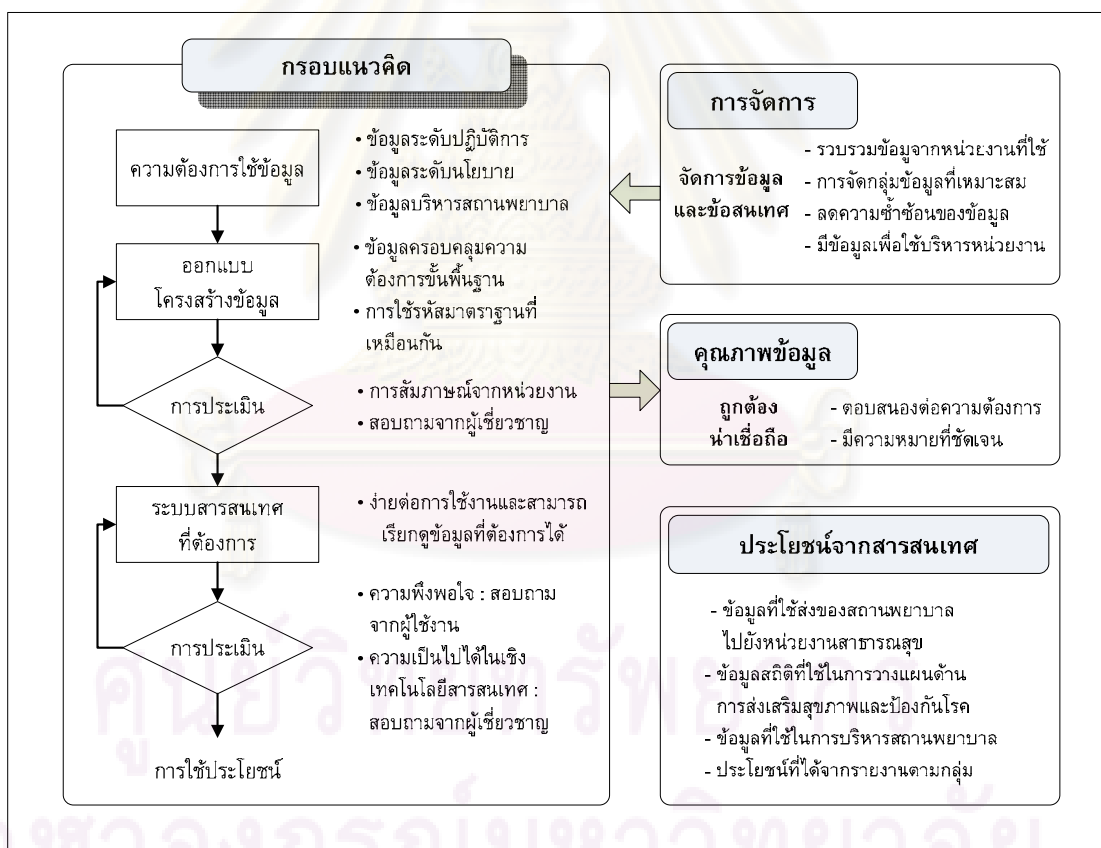 กรอบแนวคิด
ความต้องการใช้ข้อมูล
• ข้อมูลระดับปฏิบัติการ
• ข้อมูลระดับนโยบาย
• ข้อมูลบริหารสถานพยาบาล
ออกแบบ
โครงสร้างข้อมูล
• ข้อมูลครอบคลุมความ
ต้องการขั้นพื้นฐาน
• การใช้รหัสมาตราฐานที่
เหมือนกัน
การประเมิน
• การสัมภาษณ์จากหน่วยงาน
• สอบถามจากผู้เชี่ยวชาญ
ระบบสารสนเทศ
ที่ต้องการ
• ง่ายต่อการใช้งานและสามารถ
เรียกดูข้อมูลที่ต้องการได้
การประเมิน
• ความพึงพอใจ : สอบถาม
จากผู้ใช้งาน
• ความเป็นไปได้ในเชิง
เทคโนโลยีสารสนเทศ :
สอบถามจากผู้เชี่ยวชาญ
การใช้ประโยชน์
การจัดการ
จัดการข้อมูล
และข้อสนเทศ
- รวบรวมข้อมูจากหน่วยงานที่ใช้
- การจัดกลุ่มข้อมูลที่เหมาะสม
- ลดความซ้ำซ้อนของข้อมูล
- มีข้อมูลเพื่อใช้บริหารหน่วยงาน
คุณภาพข้อมูล
ถูกต้อง
น่าเชื่อถือ
- ตอบสนองต่อความต้องการ
- มีความหมายที่ชัดเจน
ประโยชน์จากสารสนเทศ
- ข้อมูลที่ใช้ส่งของสถานพยาบาล
ไปยังหน่วยงานสาธารณสุข
- ข้อมูลสถิติที่ใช้ในการวางแผนด้าน
การส่งเสริมสุขภาพและป้องกันโรค
- ข้อมูลที่ใช้ในการบริหารสถานพยาบาล
- ประโยชน์ที่ได้จากรายงานตามกลุ่ม
ศูนย์วิทยทรัพยากร
จุฬาลงกรณ์มหาวิทยาลัย